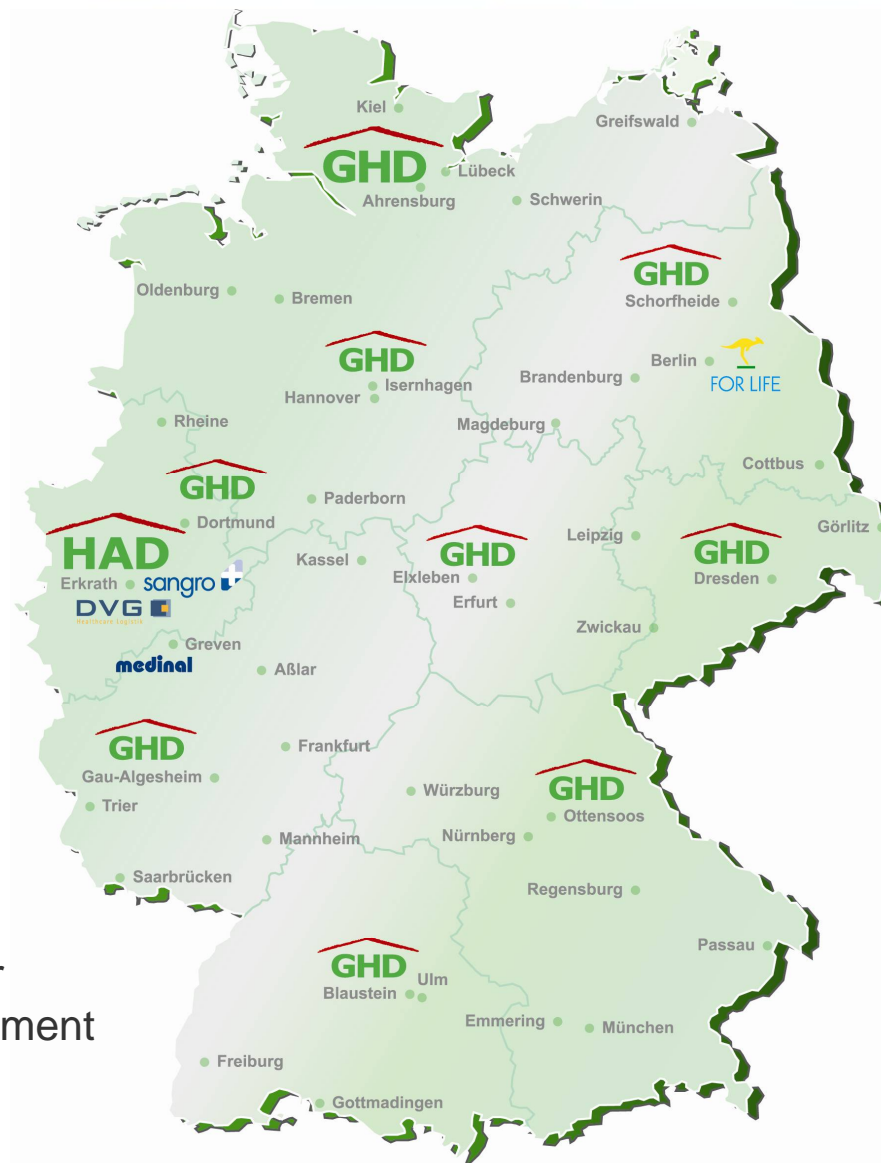 Kiel
Greifswald
GHD
Lübeck
Ahrensburg
Schwerin
GHD
Schorfheide
Oldenburg
Bremen
GHD
Isernhagen
Hannover
Berlin
Brandenburg
FOR LIFE
Rheine
Magdeburg
Cottbus
GHD
Paderborn
Dortmund
HAD
Kassel
GHD
Leipzig
GHD
Görlitz
Erkrath
sangro
Elxleben
Dresden
DVG
Healthcare Logistik
Erfurt
Zwickau
Greven
medinal
Aßlar
GHD
Frankfurt
Gau-Algesheim
GHD
Würzburg
Trier
Ottensoos
Mannheim
Nürnberg
Saarbrücken
Regensburg
GHD
Passau
Ulm
Blaustein
r
ment
Emmering
München
Freiburg
Gottmadingen